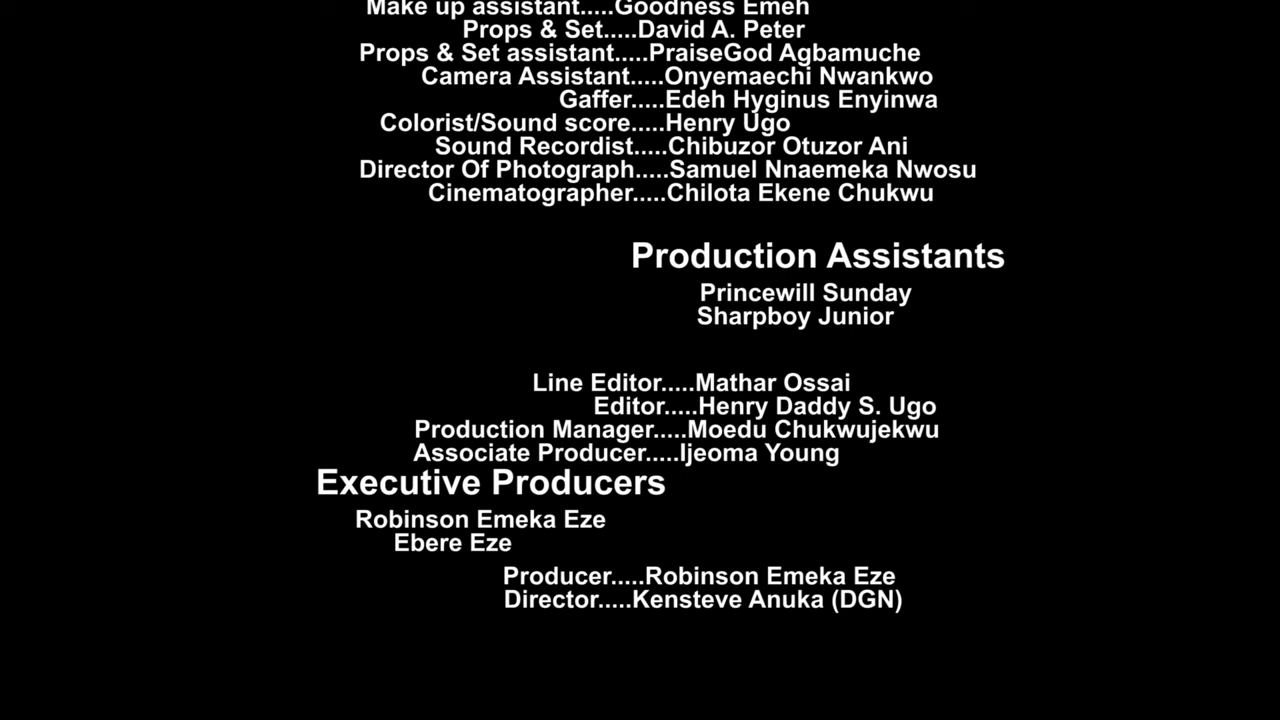 Make up assistant.....Goodness Emeh
Props & Set.....David A. Peter
Props & Set assistant.....PraiseGod Agbamuche
Camera Assistant.....Onyemaechi Nwankwo
Gaffer.....Edeh Hyginus Enyinwa
Colorist/Sound score.....Henry Ugo
Sound Recordist.....Chibuzor Otuzor Ani
Director Of Photograph.....Samuel Nnaemeka Nwosu
Cinematographer.....Chilota Ekene Chukwu
Production Assistants
Princewill Sunday
Sharpboy Junior
Line Editor.....Mathar Ossai
Editor.....Henry Daddy S. Ugo
Production Manager.....Moedu Chukwujekwu
Associate Producer.....Ijeoma Young
Executive Producers
Robinson Emeka Eze
Ebere Eze
Producer.....Robinson Emeka Eze
Director.....Kensteve Anuka (DGN)